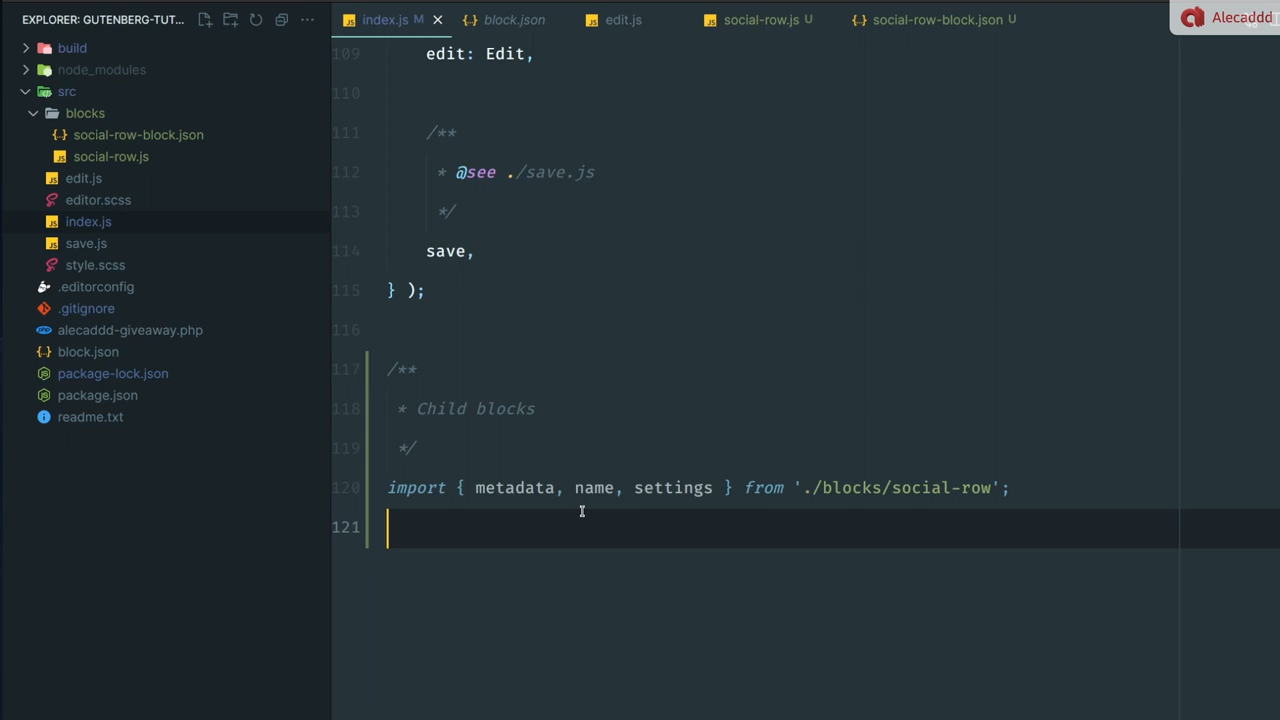 EXPLORER: GUTENBERG-TUT...
build
node_modules
src
blocks
social-row-block.json
social-row.js
edit.js
editor.scss
index.js
save.js
style.scss
.editorconfig
.gitignore
alecaddd-giveaway.php
block.json
package-lock.json
package.json
readme.txt
index.js M
block.json
edit.js
social-row.js U
social-row-block.json U
Alecaddd
109 edit: Edit,
110
111 /**
112 * @see ./save.js
113 */
114 save,
115 } );
116
117 /**
118 * Child blocks
119 */
120 import { metadata, name, settings } from './blocks/social-row';
121